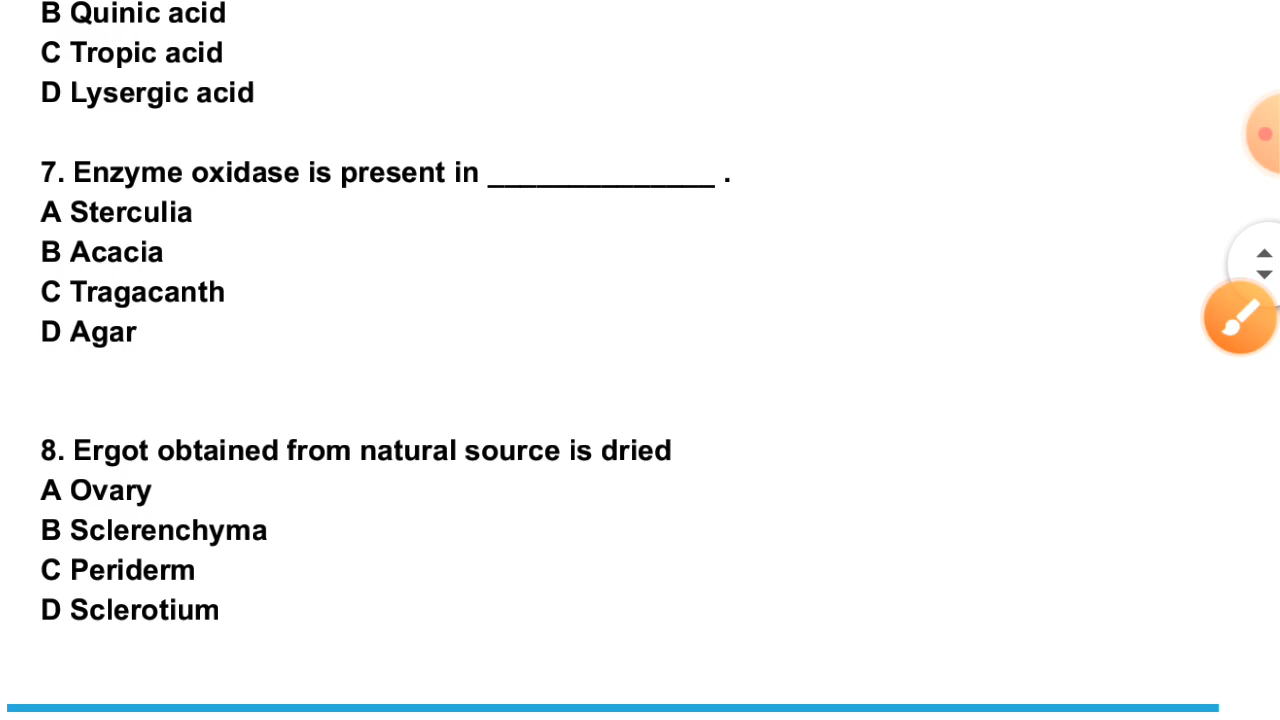 B Quinic acid
C Tropic acid
D Lysergic acid
7. Enzyme oxidase is present in ______________ .
A Sterculia
B Acacia
C Tragacanth
D Agar
8. Ergot obtained from natural source is dried
A Ovary
B Sclerenchyma
C Periderm
D Sclerotium